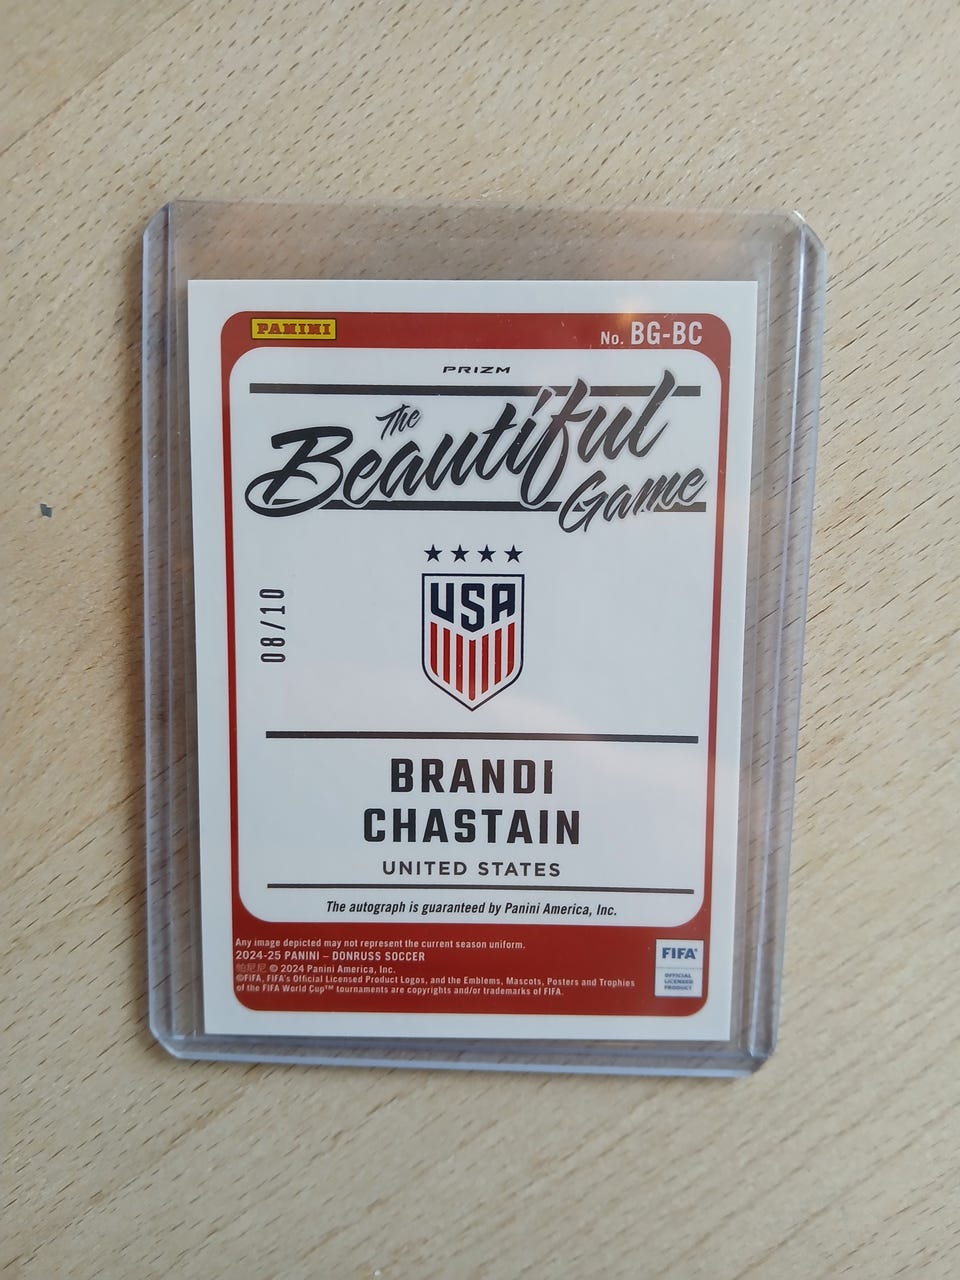 PANINI
No. BG-BC
PRIZM
The
Beautiful
Game
USA
08/10
BRANDI
CHASTAIN
UNITED STATES
The autograph is guaranteed by Panini America, Inc.
Any image depicted may not represent the current season uniform.
2024-25 PANINI – DONRUSS SOCCER
帕尼尼 © 2024 Panini America, Inc.
©FIFA, FIFA's Official Licensed Product Logos, and the Emblems, Mascots, Posters and Trophies
of the FIFA World Cup™ tournaments are copyrights and/or trademarks of FIFA.
FIFA
OFFICIAL
LICENSED
PRODUCT